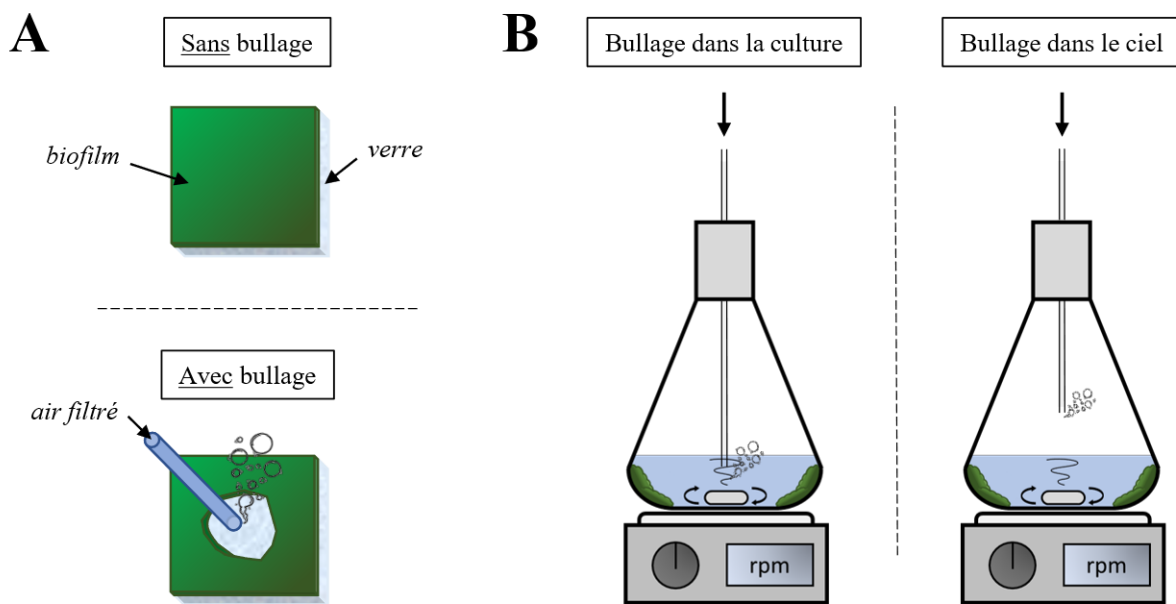 A
Sans bullage
biofilm
verre
Avec bullage
air filtré
B
Bullage dans la culture
Bullage dans le ciel
rpm
rpm